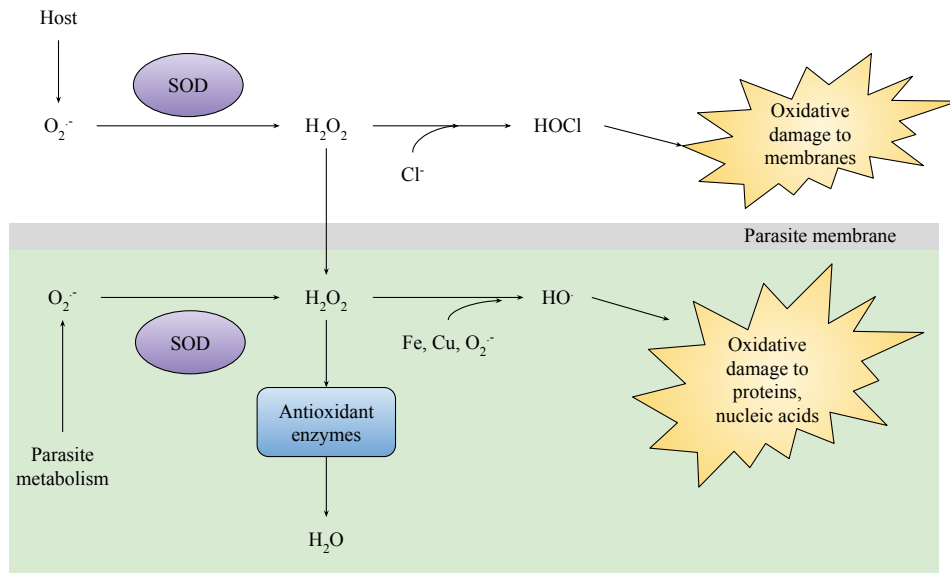 Host
SOD
O₂·⁻
H₂O₂
HOCl
Cl⁻
Oxidative
damage to
membranes
Parasite membrane
O₂·⁻
H₂O₂
HO·
SOD
Fe, Cu, O₂·⁻
Oxidative
damage to
proteins,
nucleic acids
Antioxidant
enzymes
Parasite
metabolism
H₂O